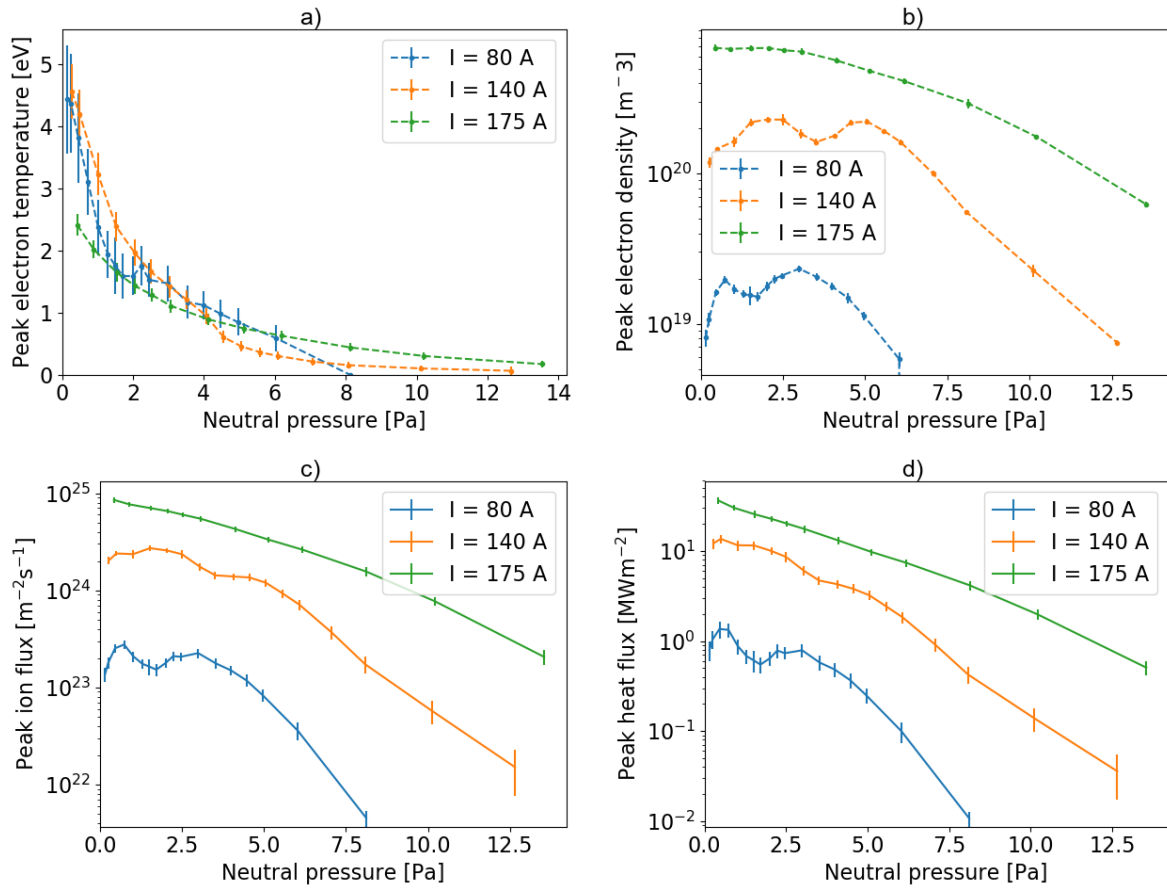 a)
Peak electron temperature [eV]
5
4
3
2
1
0
I = 80 A
I = 140 A
I = 175 A
0 2 4 6 8 10 12 14
Neutral pressure [Pa]
b)
Peak electron density [m⁻3]
10²⁰
10¹⁹
I = 80 A
I = 140 A
I = 175 A
0.0 2.5 5.0 7.5 10.0 12.5
Neutral pressure [Pa]
c)
Peak ion flux [m⁻²s⁻¹]
10²⁵
10²⁴
10²³
10²²
I = 80 A
I = 140 A
I = 175 A
0.0 2.5 5.0 7.5 10.0 12.5
Neutral pressure [Pa]
d)
Peak heat flux [MWm⁻²]
10¹
10⁰
10⁻¹
10⁻²
I = 80 A
I = 140 A
I = 175 A
0.0 2.5 5.0 7.5 10.0 12.5
Neutral pressure [Pa]